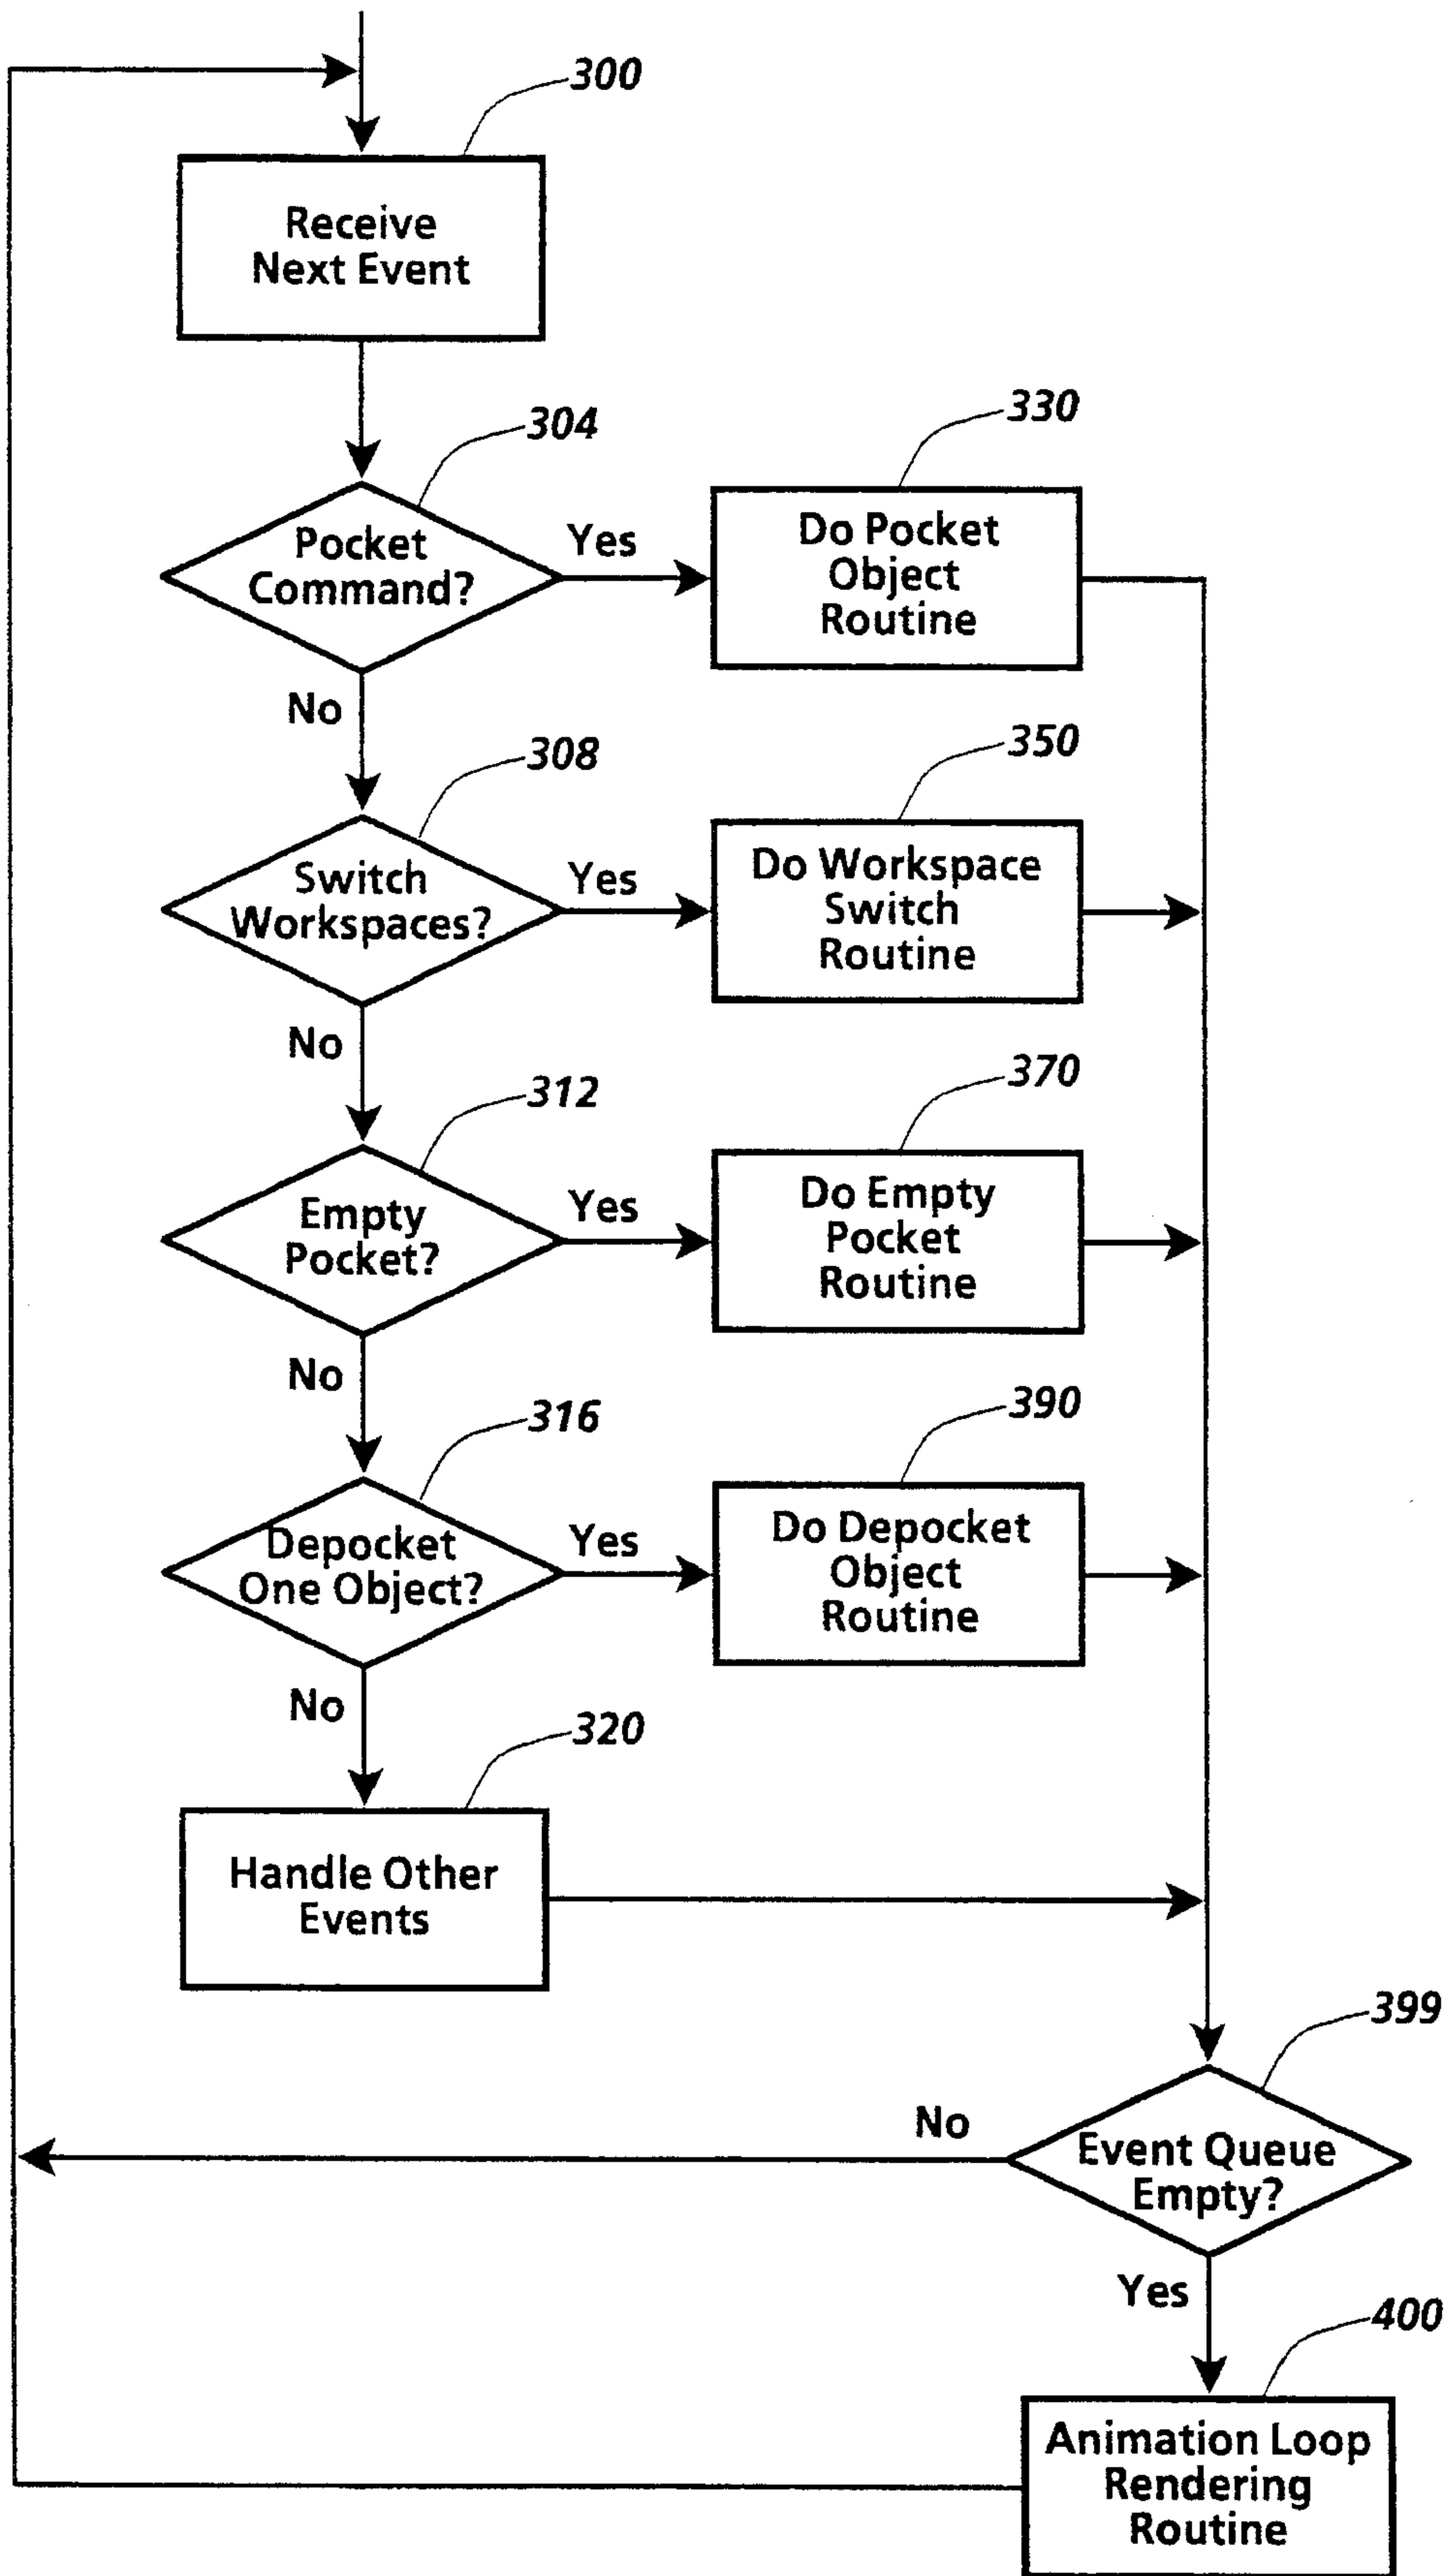 300
Receive
Next Event
304
330
Pocket
Command?
Yes
Do Pocket
Object
Routine
No
308
350
Switch
Workspaces?
Yes
Do Workspace
Switch
Routine
No
312
370
Empty
Pocket?
Yes
Do Empty
Pocket
Routine
No
316
390
Depocket
One Object?
Yes
Do Depocket
Object
Routine
No
320
Handle Other
Events
399
No
Event Queue
Empty?
Yes
400
Animation Loop
Rendering
Routine